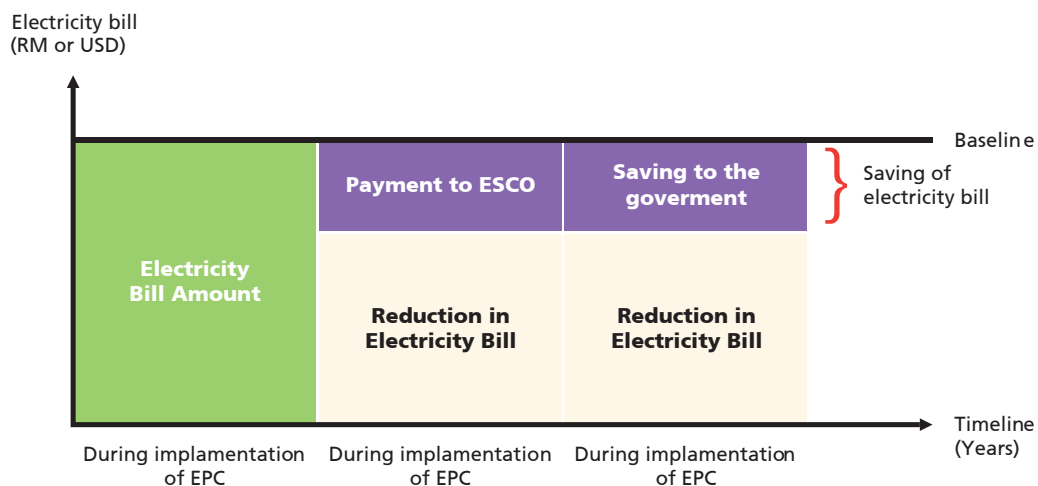 Electricity bill
(RM or USD)
Baseline
Payment to ESCO
Saving to the
goverment
Saving of
electricity bill
Electricity
Bill Amount
Reduction in
Electricity Bill
Reduction in
Electricity Bill
Timeline
(Years)
During implamentation
of EPC
During implamentation
of EPC
During implamentation
of EPC